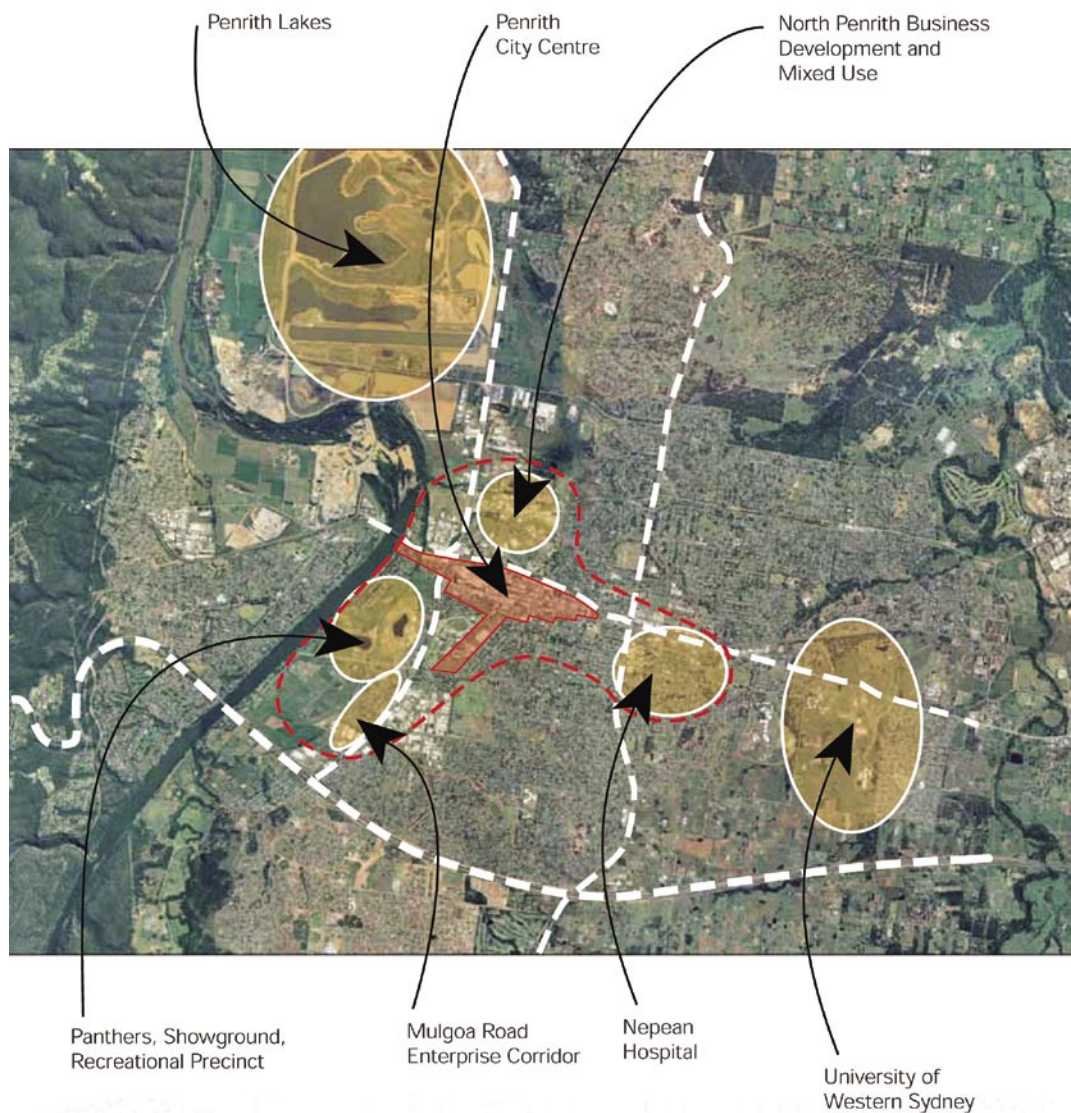 Penrith Lakes
Penrith
City Centre
North Penrith Business
Development and
Mixed Use
Panthers, Showground,
Recreational Precinct
Mulgoa Road
Enterprise Corridor
Nepean
Hospital
University of
Western Sydney